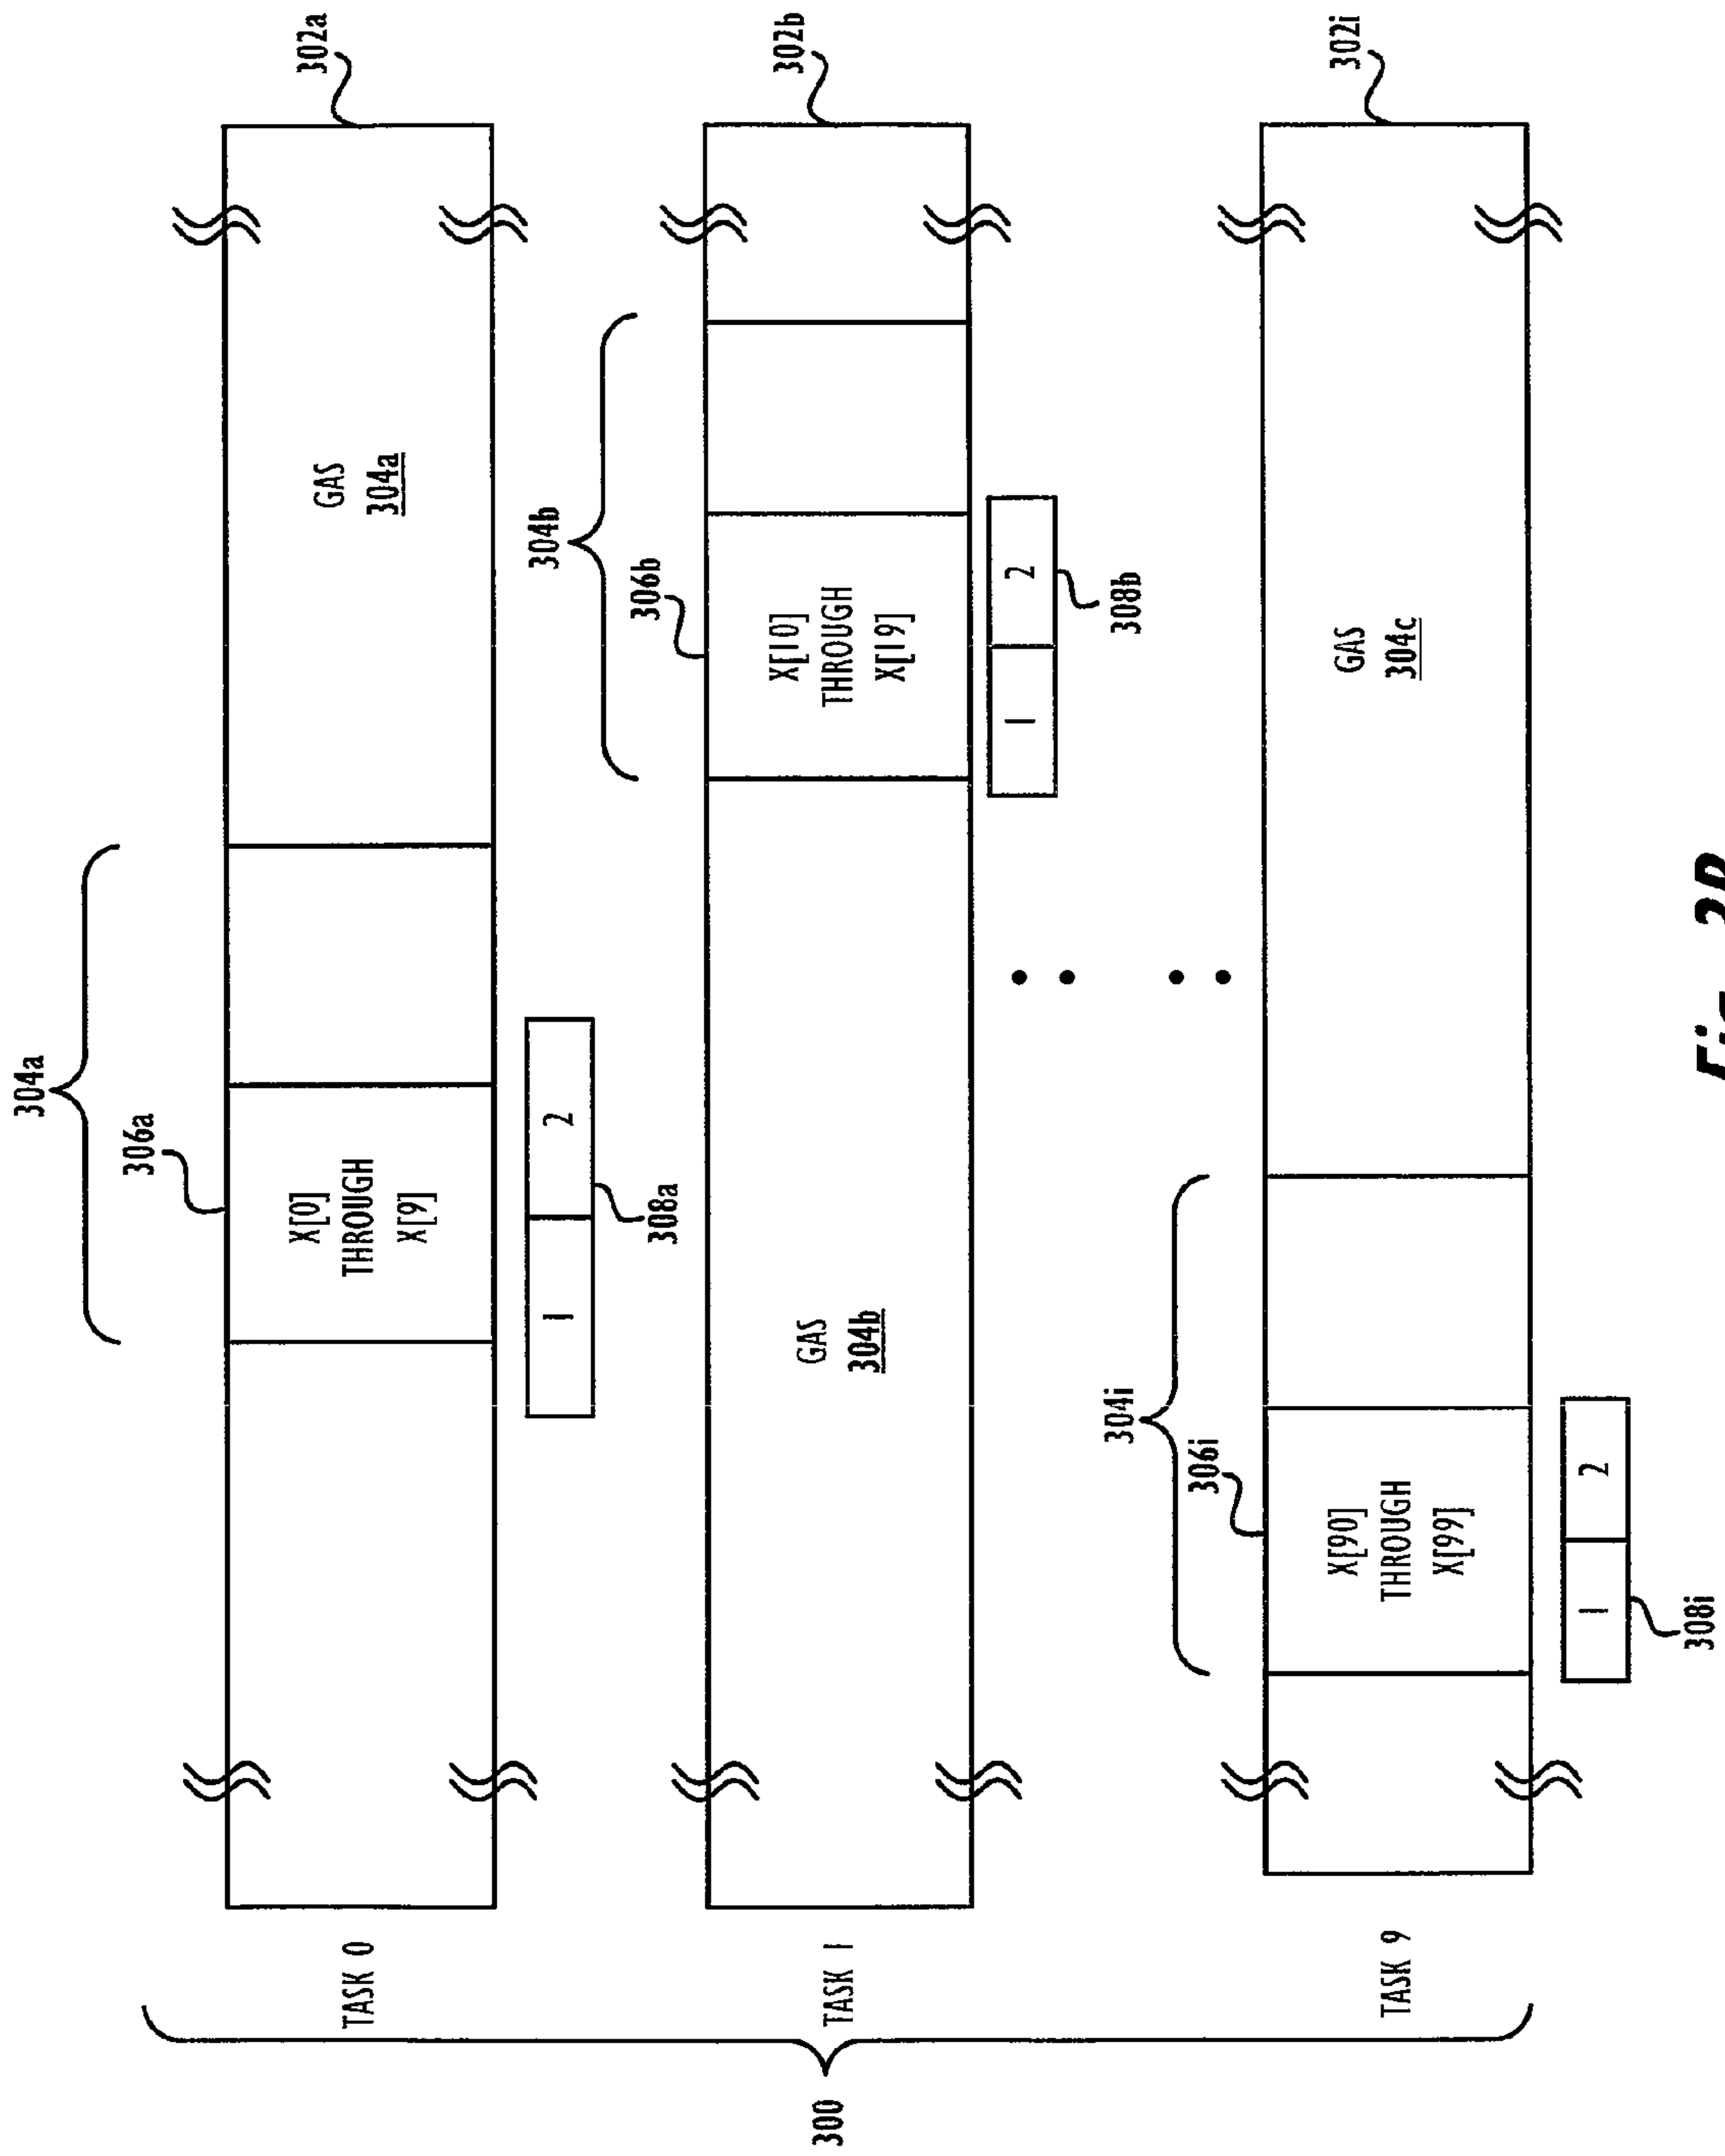 304a
306a
302a
X[0]
THROUGH
X[9]
GAS
304a
TASK 0
1
2
308a
304b
306b
302b
GAS
304b
X[10]
THROUGH
X[19]
TASK 1
1
2
308b
300
304i
306i
302i
X[90]
THROUGH
X[99]
GAS
304c
TASK 9
1
2
308i